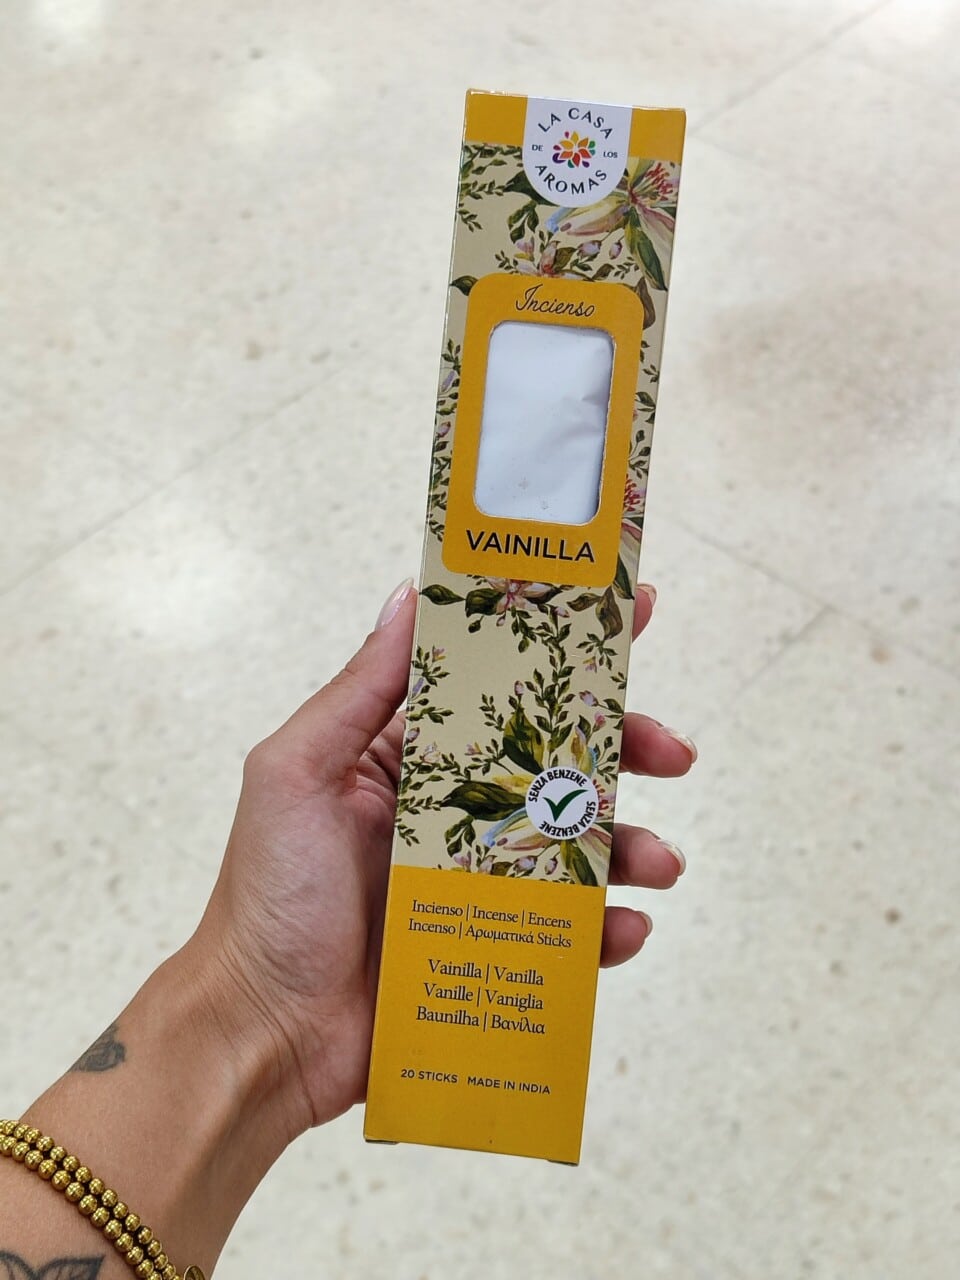 LA CASA
DE LOS
AROMAS
Incienso
VAINILLA
SENZA BENZENE
SENZA BENZENE
Incienso | Incense | Encens
Incenso | Αρωματικά Sticks
Vainilla | Vanilla
Vanille | Vaniglia
Baunilha | Βανίλια
20 STICKS MADE IN INDIA